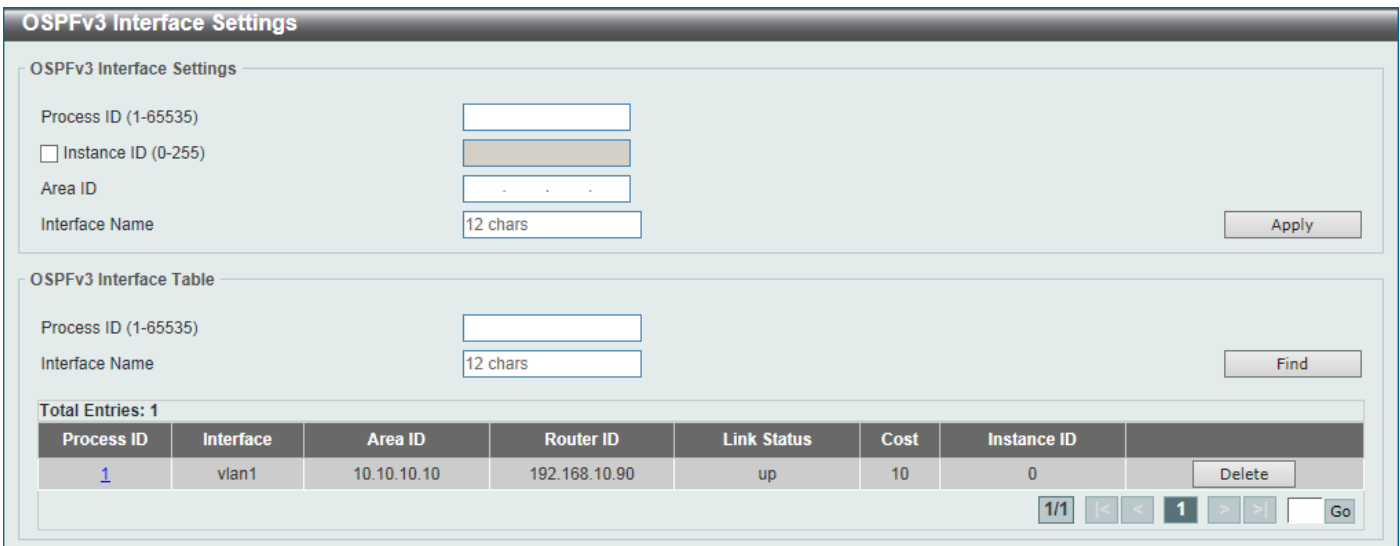 OSPFv3 Interface Settings
OSPFv3 Interface Settings
Process ID (1-65535)
Instance ID (0-255)
Area ID . . .
Interface Name 12 chars Apply
OSPFv3 Interface Table
Process ID (1-65535)
Interface Name 12 chars Find
Total Entries: 1
Process ID Interface Area ID Router ID Link Status Cost Instance ID
1 vlan1 10.10.10.10 192.168.10.90 up 10 0 Delete
1/1 |< < 1 > >| Go